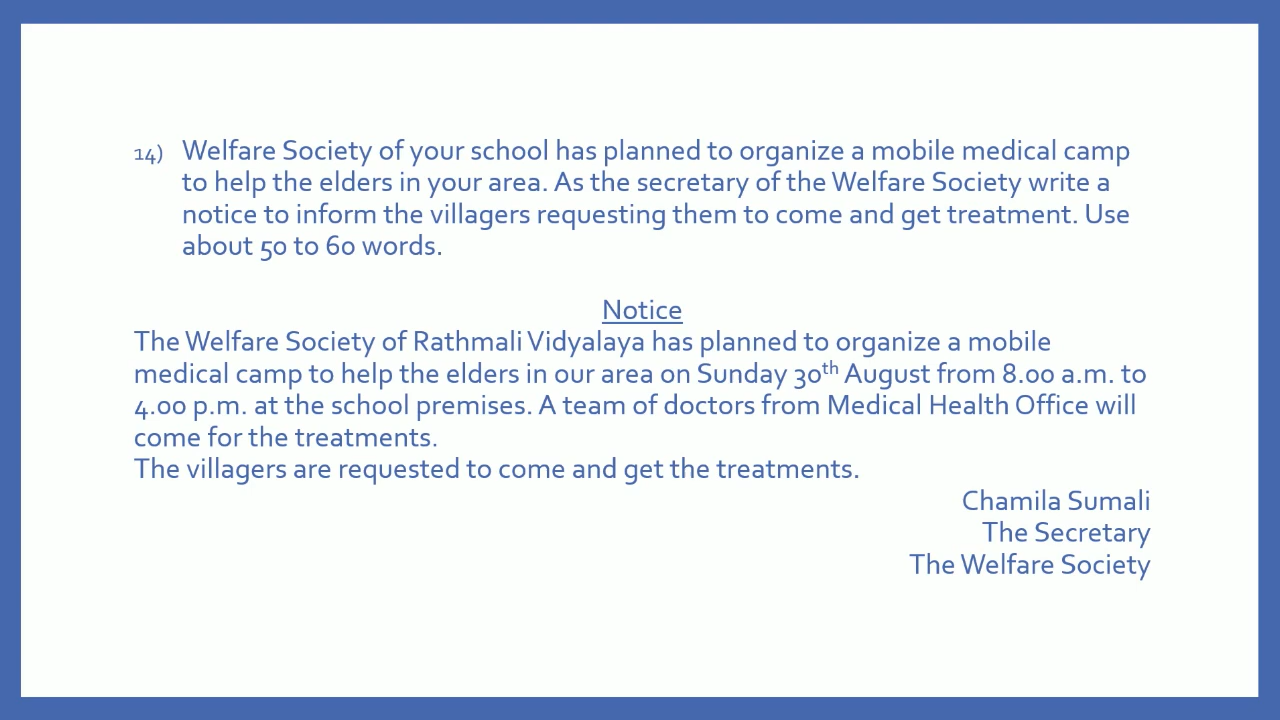 14) Welfare Society of your school has planned to organize a mobile medical camp
to help the elders in your area. As the secretary of the Welfare Society write a
notice to inform the villagers requesting them to come and get treatment. Use
about 50 to 60 words.
Notice
The Welfare Society of Rathmali Vidyalaya has planned to organize a mobile
medical camp to help the elders in our area on Sunday 30th August from 8.00 a.m. to
4.00 p.m. at the school premises. A team of doctors from Medical Health Office will
come for the treatments.
The villagers are requested to come and get the treatments.
Chamila Sumali
The Secretary
The Welfare Society